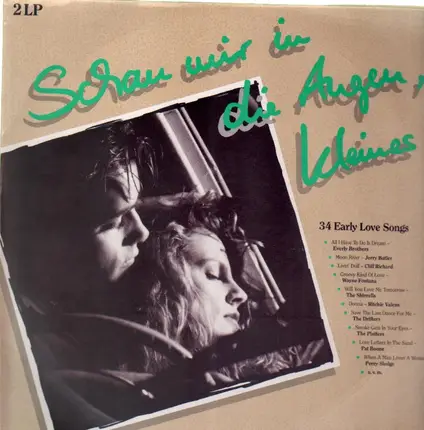 2 LP
Schau mir in
die Augen,
kleines
34 Early Love Songs
All I Have To Do Is Dream –
Everly Brothers
Moon River – Jerry Butler
Livin' Doll – Cliff Richard
Groovy Kind Of Love –
Wayne Fontana
Will You Love Me Tomorrow –
The Shirells
Donna – Ritchie Valens
Save The Last Dance For Me –
The Drifters
Smoke Gets In Your Eyes –
The Platters
Love Letters In The Sand –
Pat Boone
When A Man Loves A Woman
Percy Sledge
u. v. a.